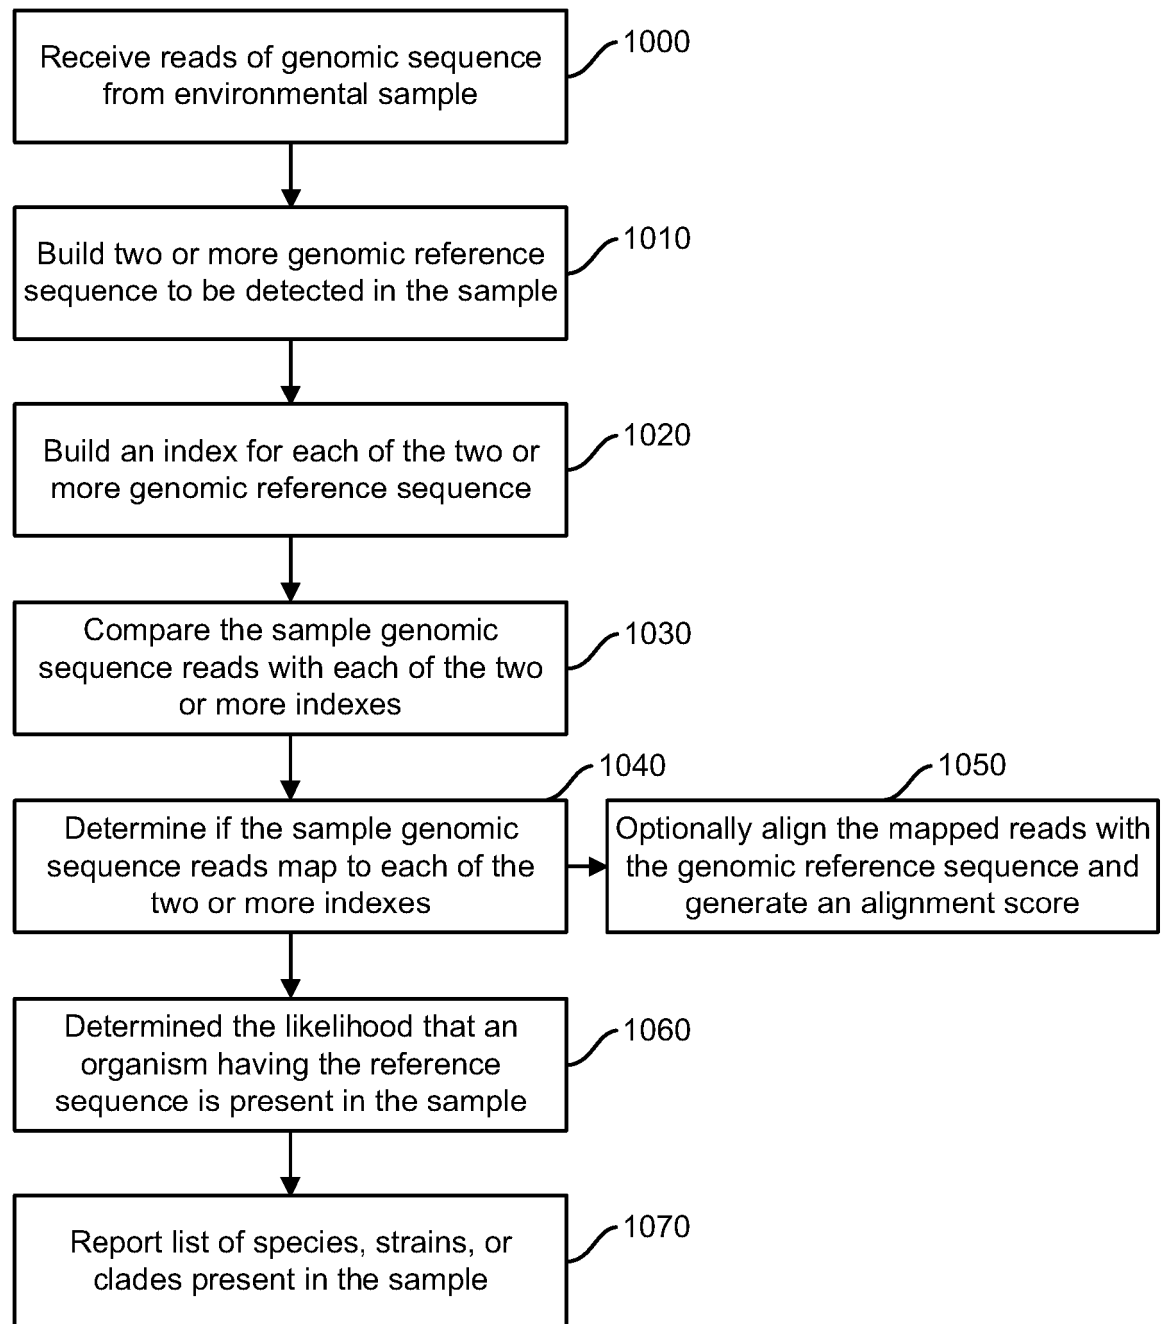 Receive reads of genomic sequence
from environmental sample
1000
Build two or more genomic reference
sequence to be detected in the sample
1010
Build an index for each of the two or
more genomic reference sequence
1020
Compare the sample genomic
sequence reads with each of the two
or more indexes
1030
Determine if the sample genomic
sequence reads map to each of the
two or more indexes
1040
Optionally align the mapped reads with
the genomic reference sequence and
generate an alignment score
1050
Determined the likelihood that an
organism having the reference
sequence is present in the sample
1060
Report list of species, strains, or
clades present in the sample
1070